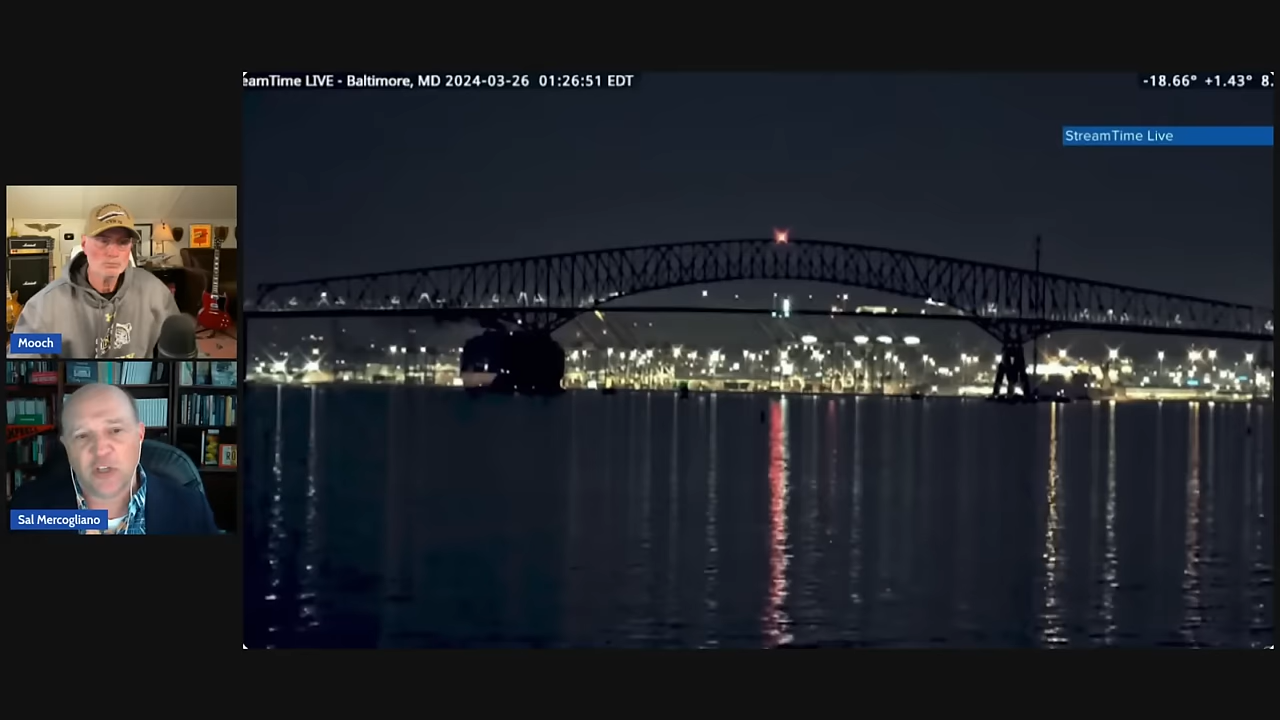 eamTime LIVE - Baltimore, MD 2024-03-26 01:26:51 EDT
-18.66° +1.43° 8.
StreamTime Live
Mooch
Sal Mercogliano